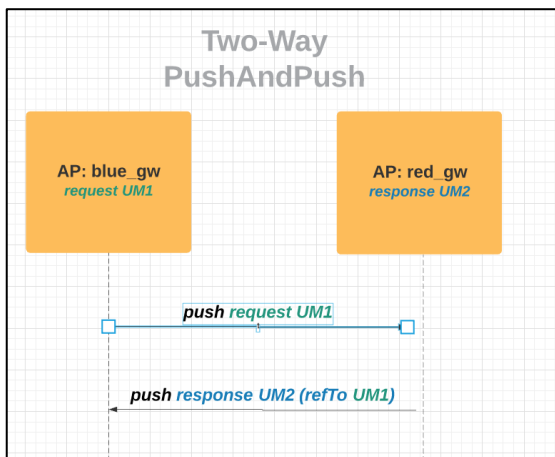 Two-Way
PushAndPush
AP: blue_gw
request UM1
AP: red_gw
response UM2
push request UM1
push response UM2 (refTo UM1)